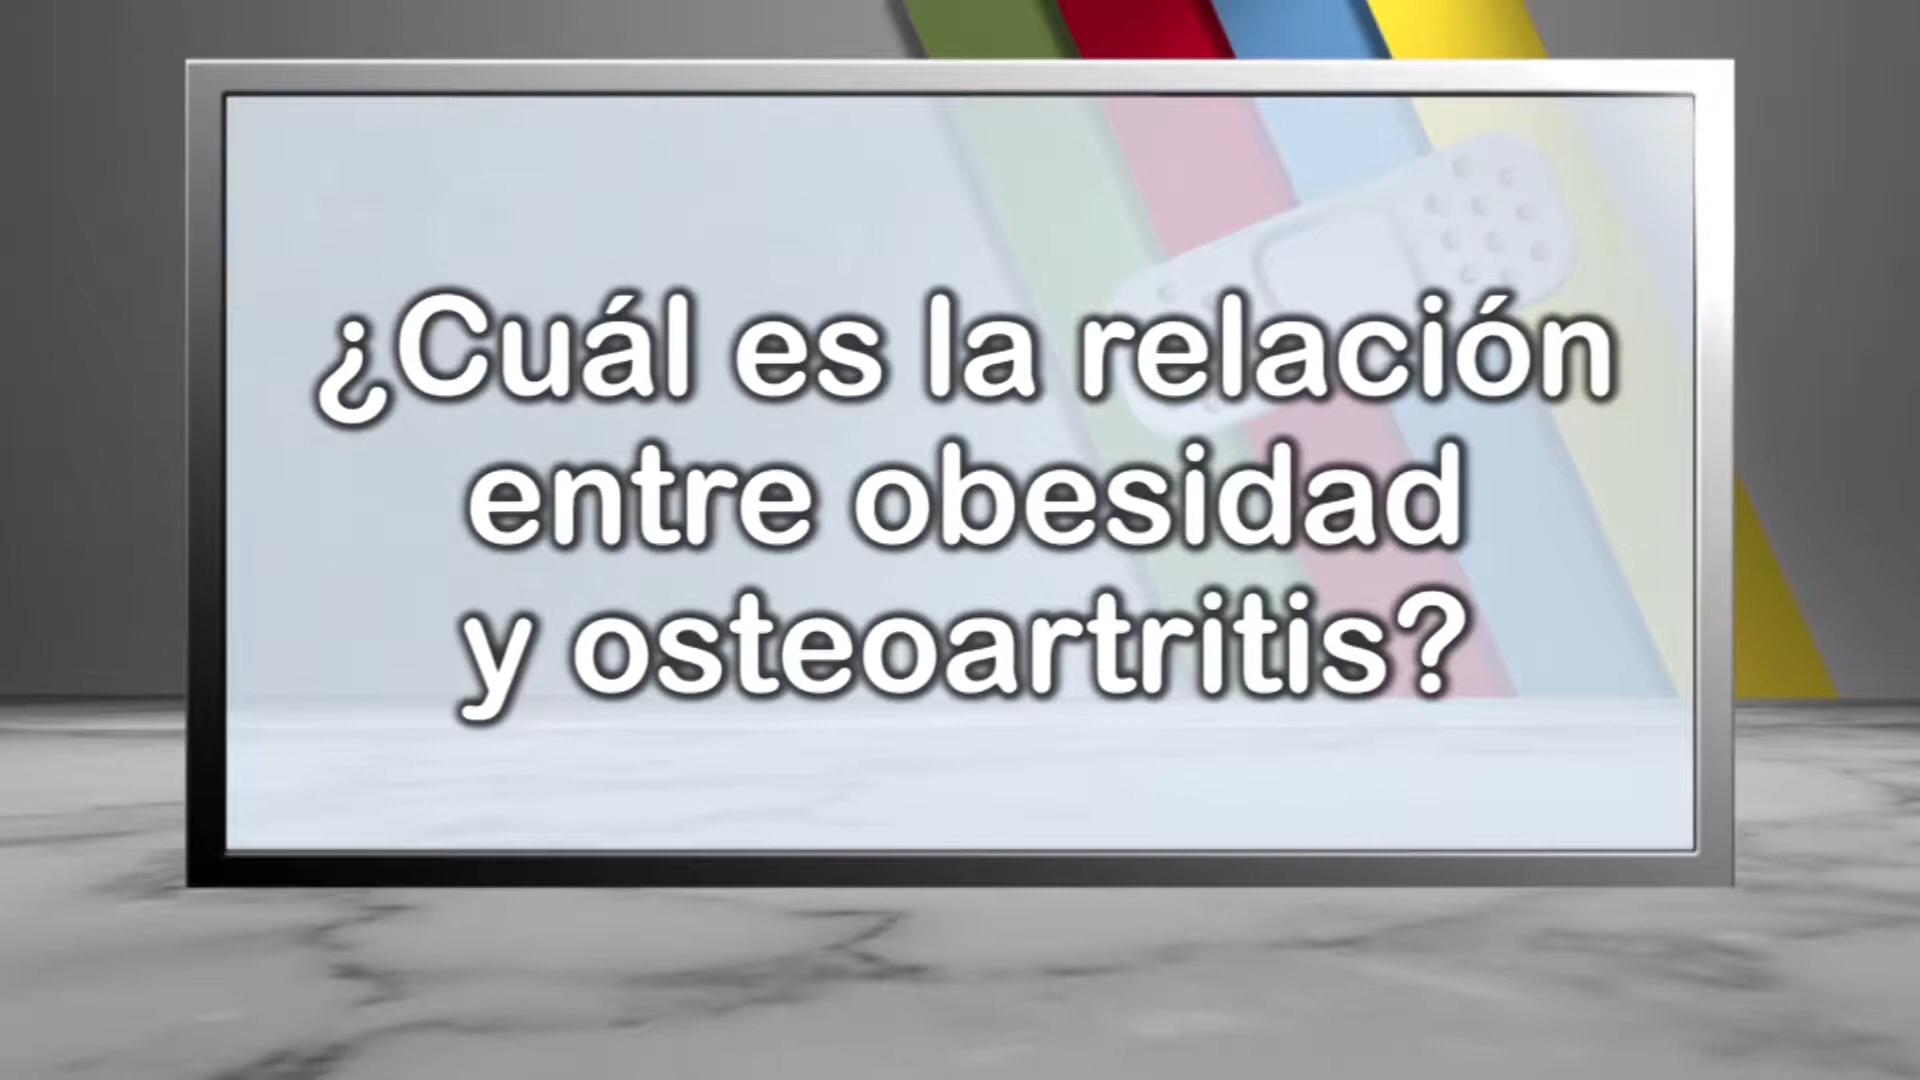 ¿Cuál es la relación
entre obesidad
y osteoartritis?